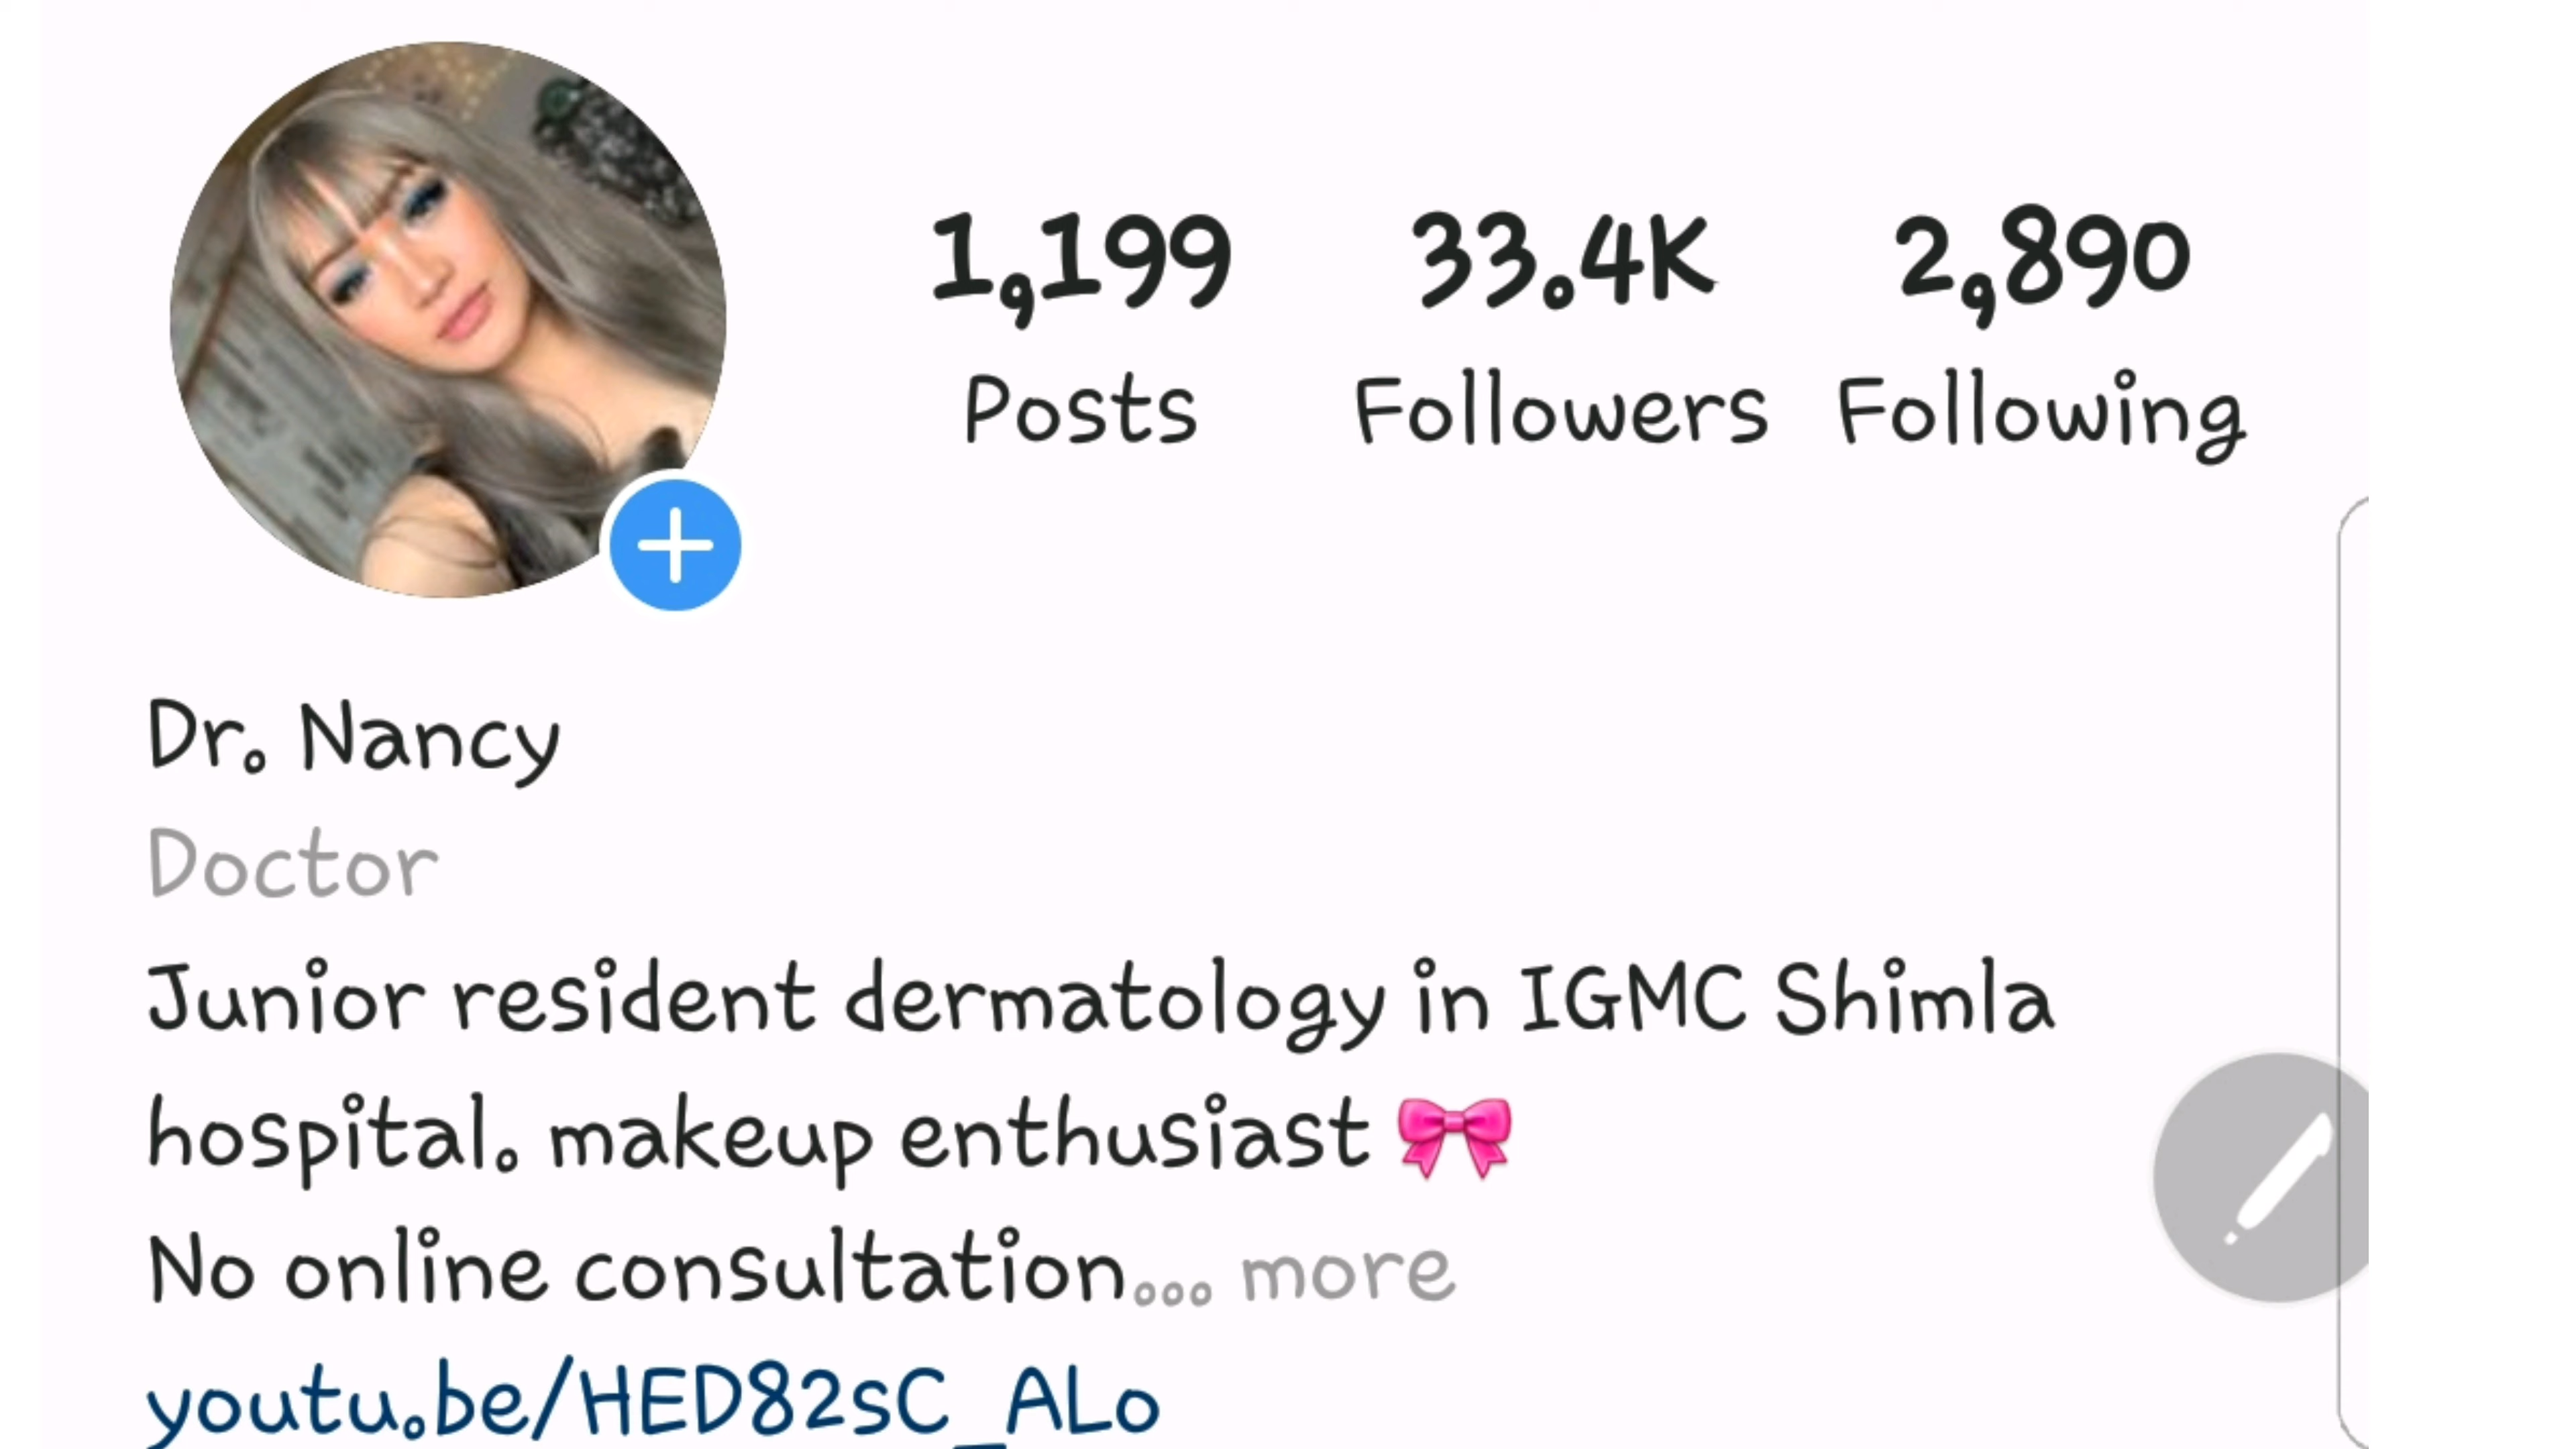 1,199 33.4K 2,890
Posts Followers Following
Dr. Nancy
Doctor
Junior resident dermatology in IGMC Shimla
hospital. makeup enthusiast 🎀
No online consultation... more
youtu.be/HED82sC_ALo